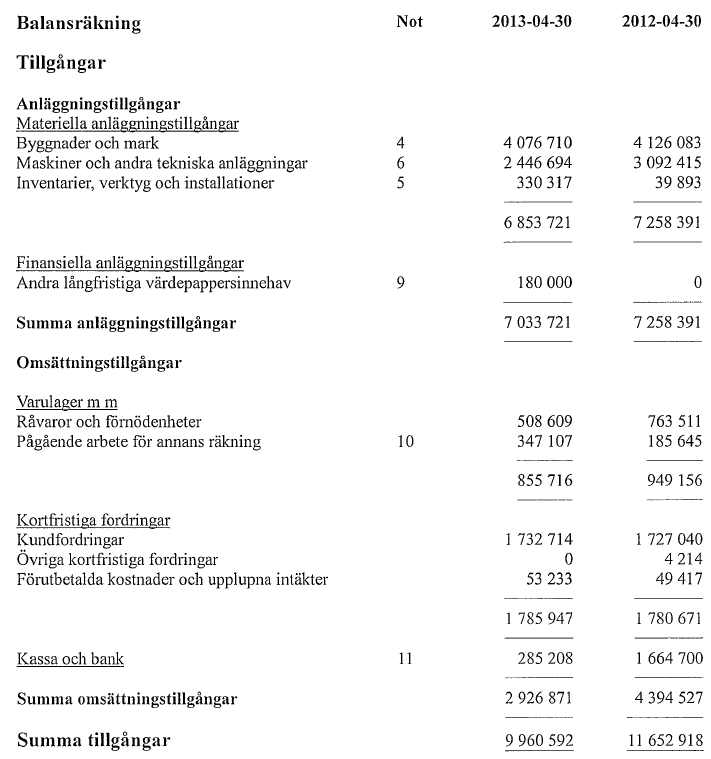 Balansräkning Not 2013-04-30 2012-04-30
Tillgångar
Anläggningstillgångar
Materiella anläggningstillgångar
Byggnader och mark 4 4 076 710 4 126 083
Maskiner och andra tekniska anläggningar 6 2 446 694 3 092 415
Inventarier, verktyg och installationer 5 330 317 39 893
6 853 721 7 258 391
Finansiella anläggningstillgångar
Andra långfristiga värdepappersinnehav 9 180 000 0
Summa anläggningstillgångar 7 033 721 7 258 391
Omsättningstillgångar
Varulager m m
Råvaror och förnödenheter 508 609 763 511
Pågående arbete för annans räkning 10 347 107 185 645
855 716 949 156
Kortfristiga fordringar
Kundfordringar 1 732 714 1 727 040
Övriga kortfristiga fordringar 0 4 214
Förutbetalda kostnader och upplupna intäkter 53 233 49 417
1 785 947 1 780 671
Kassa och bank 11 285 208 1 664 700
Summa omsättningstillgångar 2 926 871 4 394 527
Summa tillgångar 9 960 592 11 652 918